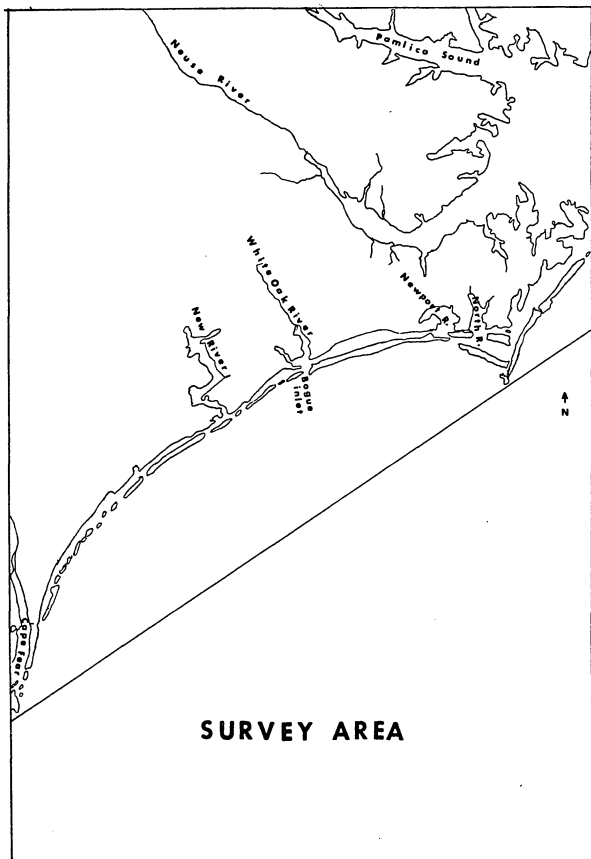 Pamlico Sound
Neuse River
White Oak River
Newport R.
North R.
New River
Bogue
inlet
N
Cape Fear
SURVEY AREA